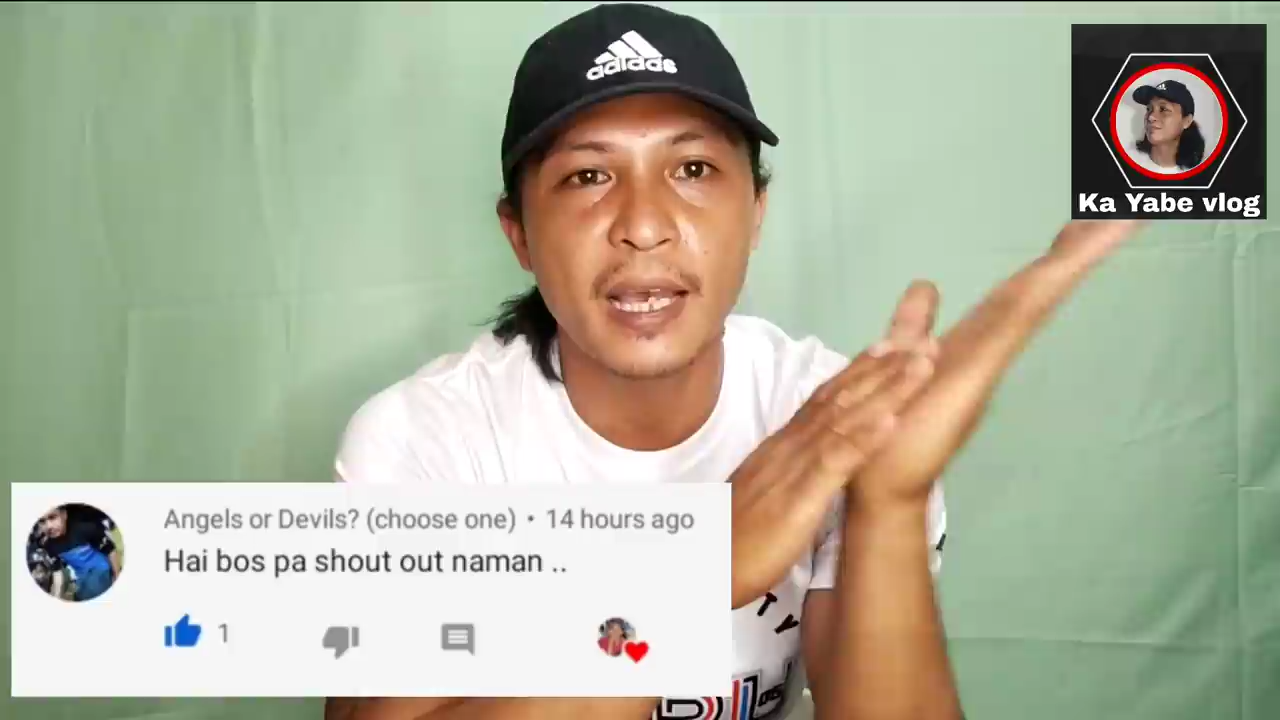 adidas
Ka Yabe vlog
Angels or Devils? (choose one) • 14 hours ago
Hai bos pa shout out naman ..
1